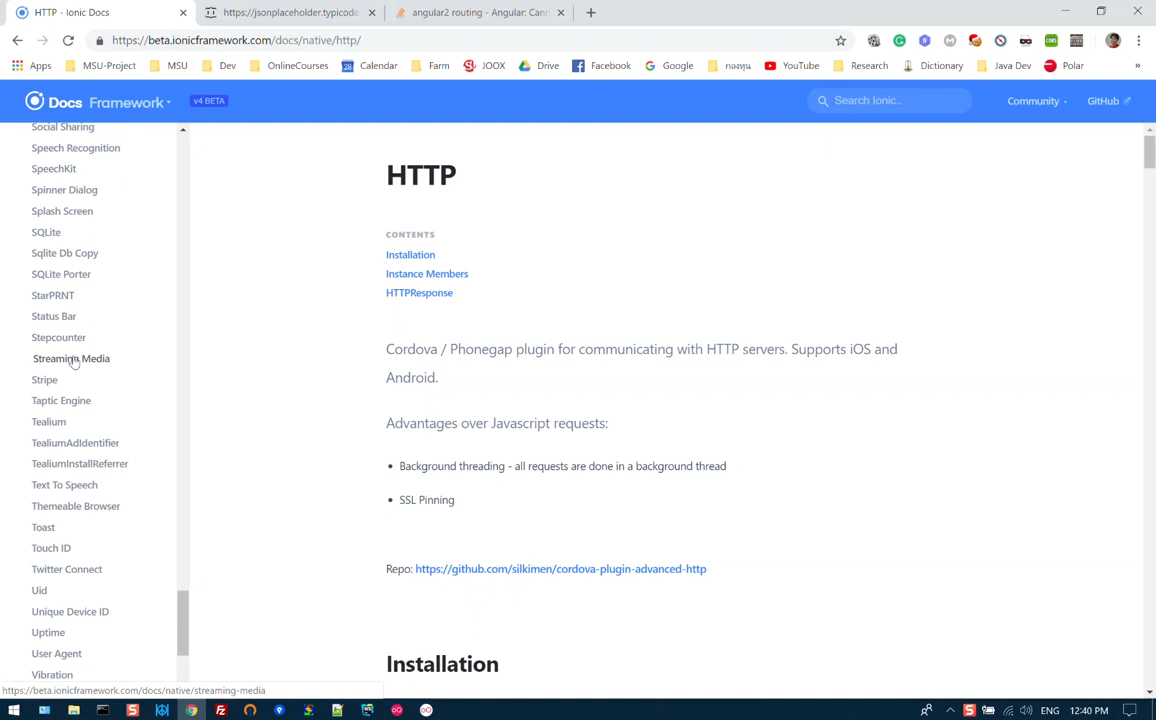 HTTP - Ionic Docs
https://jsonplaceholder.typicode.
angular2 routing - Angular: Cann
https://beta.ionicframework.com/docs/native/http/
Apps
MSU-Project
MSU
Dev
OnlineCourses
28
Calendar
Farm
JOOX
Drive
Facebook
Google
กองทุน
YouTube
Research
Dictionary
Java Dev
Polar
»
Docs Framework
v4 BETA
Search Ionic..
Community
GitHub
Social Sharing
Speech Recognition
SpeechKit
Spinner Dialog
Splash Screen
SQLite
Sqlite Db Copy
SQLite Porter
StarPRNT
Status Bar
Stepcounter
Streaming Media
Stripe
Taptic Engine
Tealium
TealiumAdIdentifier
TealiumInstallReferrer
Text To Speech
Themeable Browser
Toast
Touch ID
Twitter Connect
Uid
Unique Device ID
Uptime
User Agent
Vibration
HTTP
CONTENTS
Installation
Instance Members
HTTPResponse
Cordova / Phonegap plugin for communicating with HTTP servers. Supports iOS and
Android.
Advantages over Javascript requests:
• Background threading - all requests are done in a background thread
• SSL Pinning
Repo: https://github.com/silkimen/cordova-plugin-advanced-http
Installation
https://beta.ionicframework.com/docs/native/streaming-media
ENG
12:40 PM